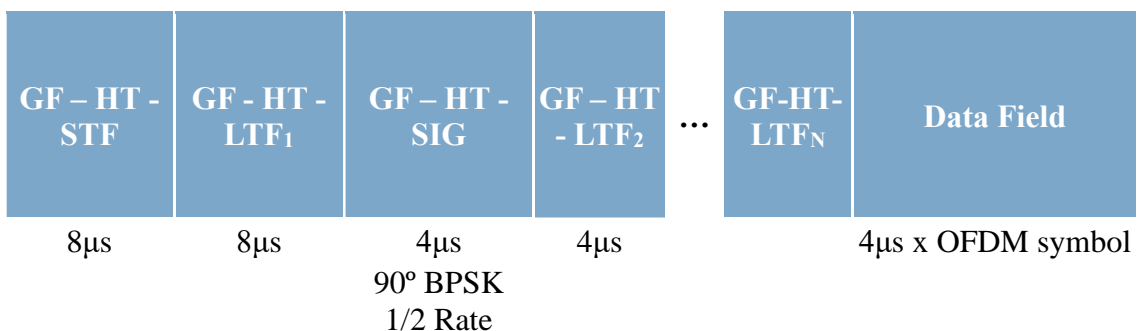 GF – HT -
STF
GF - HT -
LTF1
GF – HT -
SIG
GF – HT
- LTF2
...
GF-HT-
LTFN
Data Field
8μs
8μs
4μs
4μs
4μs x OFDM symbol
90º BPSK
1/2 Rate